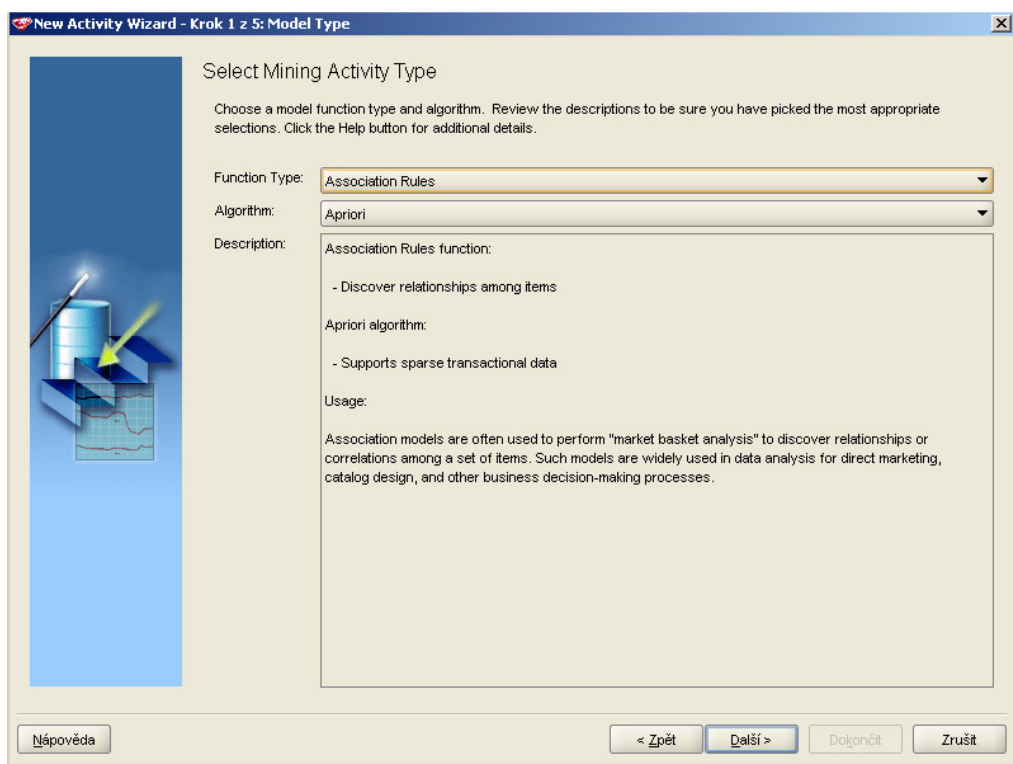 New Activity Wizard - Krok 1 z 5: Model Type
Select Mining Activity Type
Choose a model function type and algorithm. Review the descriptions to be sure you have picked the most appropriate
selections. Click the Help button for additional details.
Function Type: Association Rules
Algorithm: Apriori
Description: Association Rules function:
- Discover relationships among items
Apriori algorithm:
- Supports sparse transactional data
Usage:
Association models are often used to perform "market basket analysis" to discover relationships or
correlations among a set of items. Such models are widely used in data analysis for direct marketing,
catalog design, and other business decision-making processes.
Nápověda < Zpět Další > Dokončit Zrušit